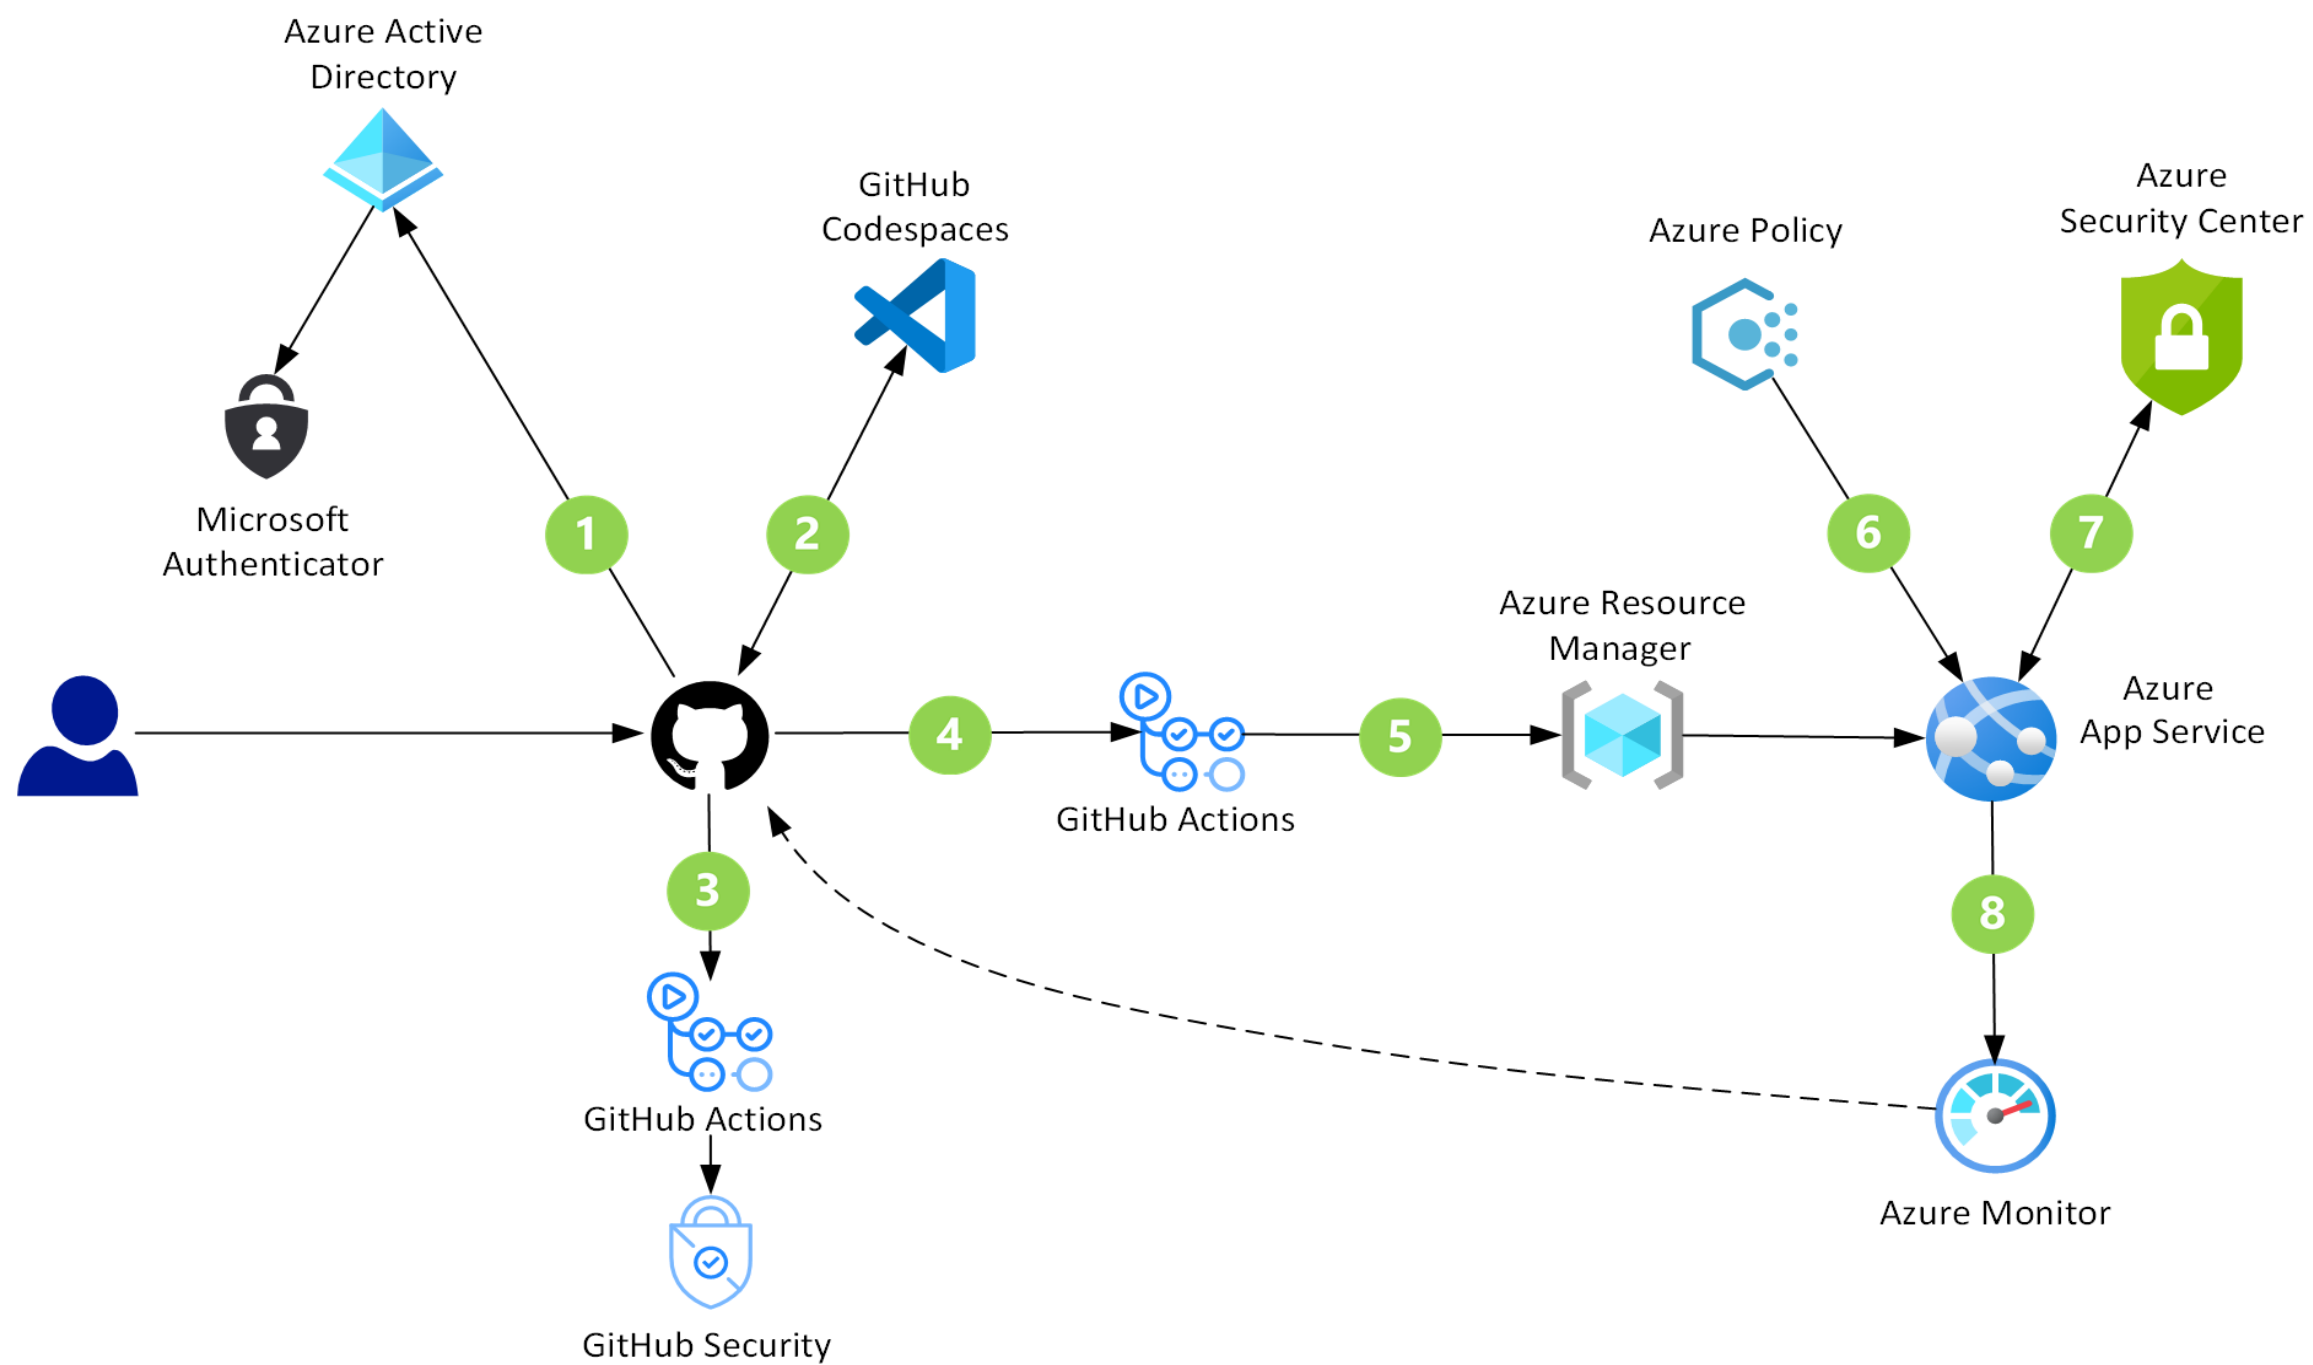 Azure Active
Directory
GitHub
Codespaces
Azure
Security Center
Azure Policy
Microsoft
Authenticator
1
2
6
7
Azure Resource
Manager
Azure
App Service
4
5
GitHub Actions
3
8
GitHub Actions
Azure Monitor
GitHub Security